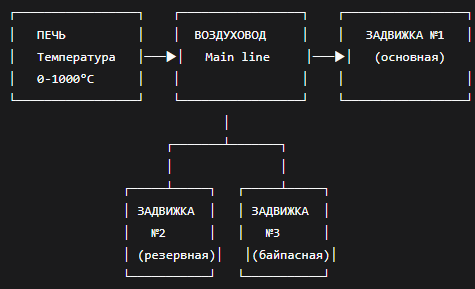 ПЕЧЬ
Температура
0-1000°C
ВОЗДУХОВОД
Main line
ЗАДВИЖКА №1
(основная)
ЗАДВИЖКА
№2
(резервная)
ЗАДВИЖКА
№3
(байпасная)